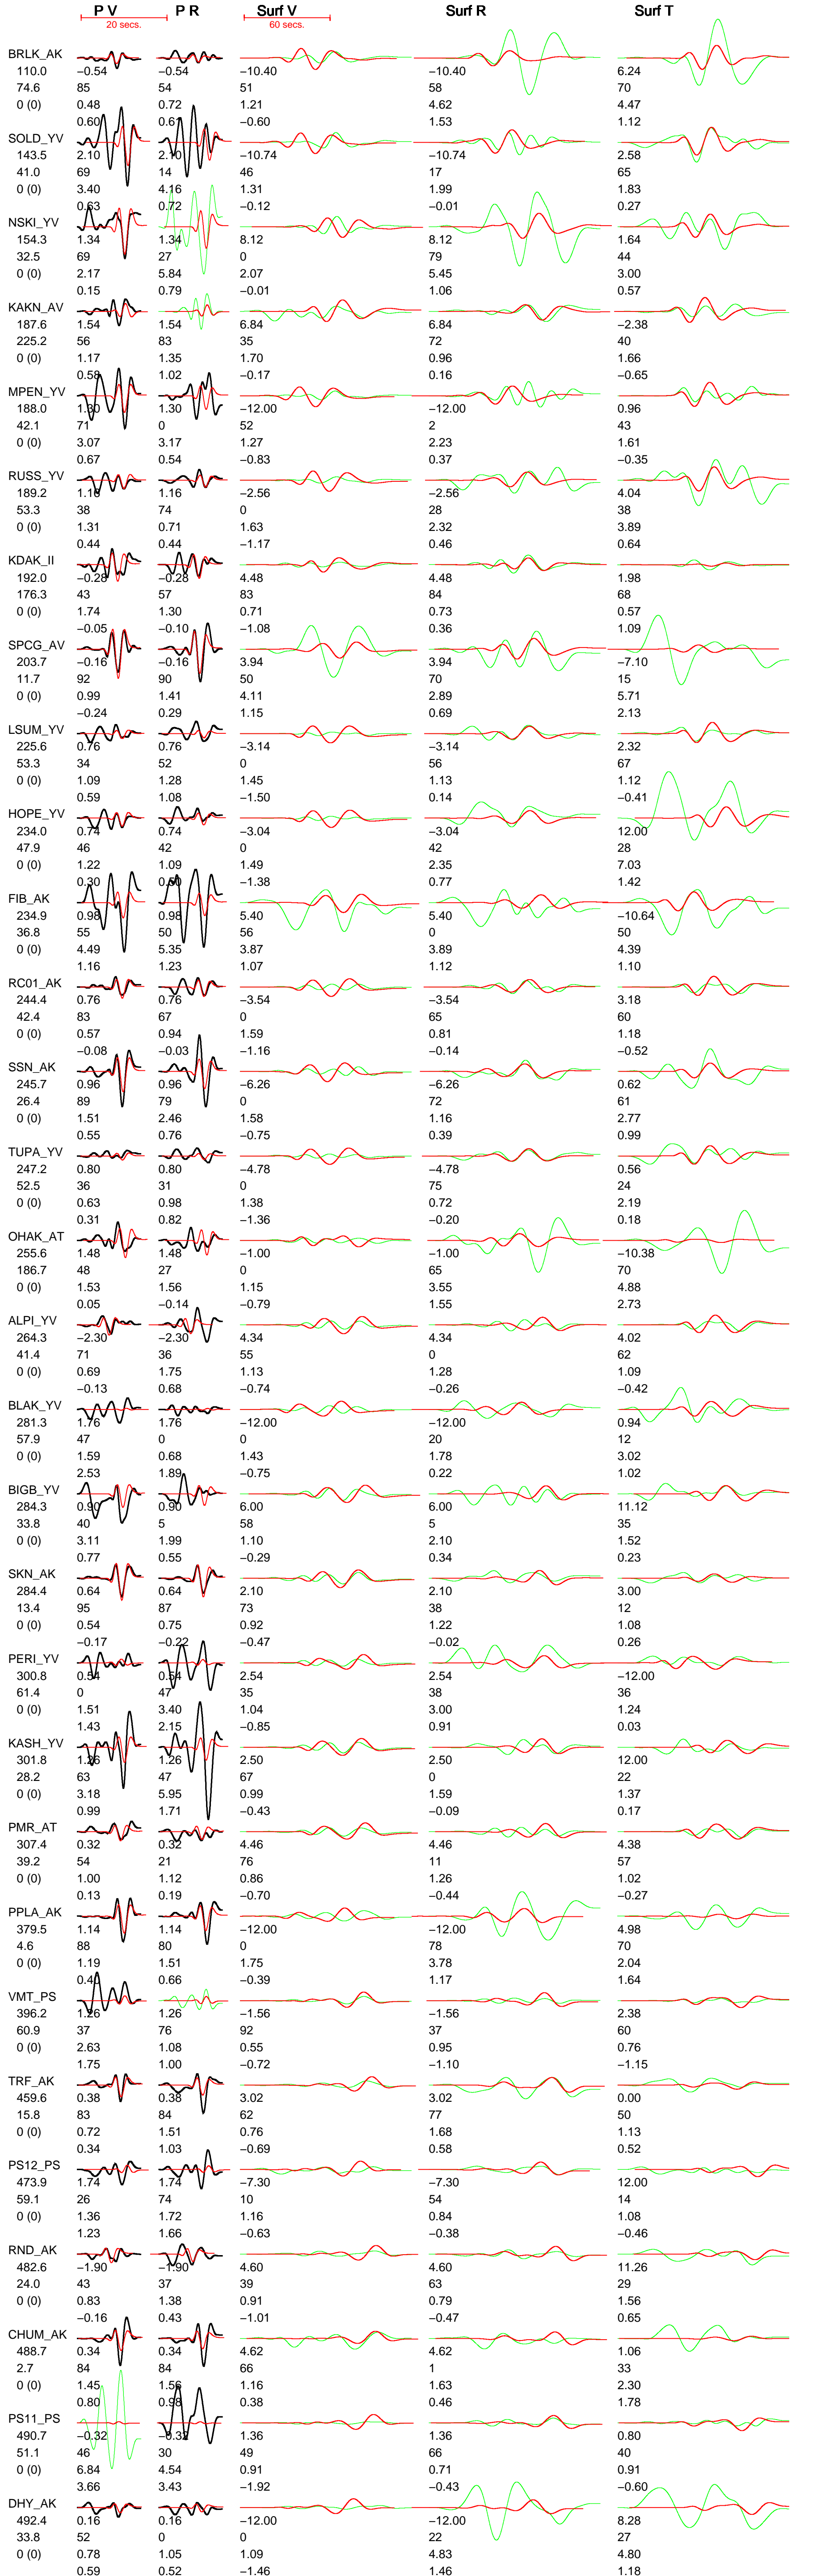 P V P R Surf V Surf R Surf T
20 secs. 60 secs.
BRLK_AK
110.0 −0.54 −0.54 −10.40 −10.40 6.24
74.6 85 54 51 58 70
0 (0) 0.48 0.72 1.21 4.62 4.47
0.60 0.61 −0.60 1.53 1.12
SOLD_YV
143.5 2.10 2.10 −10.74 −10.74 2.58
41.0 69 14 46 17 65
0 (0) 3.40 4.16 1.31 1.99 1.83
0.63 0.72 −0.12 −0.01 0.27
NSKI_YV
154.3 1.34 1.34 8.12 8.12 1.64
32.5 69 27 0 79 44
0 (0) 2.17 5.84 2.07 5.45 3.00
0.15 0.79 −0.01 1.06 0.57
KAKN_AV
187.6 1.54 1.54 6.84 6.84 −2.38
225.2 56 83 35 72 40
0 (0) 1.17 1.35 1.70 0.96 1.66
0.58 1.02 −0.17 0.16 −0.65
MPEN_YV
188.0 1.30 1.30 −12.00 −12.00 0.96
42.1 71 0 52 2 43
0 (0) 3.07 3.17 1.27 2.23 1.61
0.67 0.54 −0.83 0.37 −0.35
RUSS_YV
189.2 1.16 1.16 −2.56 −2.56 4.04
53.3 38 74 0 28 38
0 (0) 1.31 0.71 1.63 2.32 3.89
0.44 0.44 −1.17 0.46 0.64
KDAK_II
192.0 −0.28 −0.28 4.48 4.48 1.98
176.3 43 57 83 84 68
0 (0) 1.74 1.30 0.71 0.73 0.57
−0.05 −0.10 −1.08 0.36 1.09
SPCG_AV
203.7 −0.16 −0.16 3.94 3.94 −7.10
11.7 92 90 50 70 15
0 (0) 0.99 1.41 4.11 2.89 5.71
−0.24 0.29 1.15 0.69 2.13
LSUM_YV
225.6 0.76 0.76 −3.14 −3.14 2.32
53.3 34 52 0 56 67
0 (0) 1.09 1.28 1.45 1.13 1.12
0.59 1.08 −1.50 0.14 −0.41
HOPE_YV
234.0 0.74 0.74 −3.04 −3.04 12.00
47.9 46 42 0 42 28
0 (0) 1.22 1.09 1.49 2.35 7.03
0.30 −1.38 0.77 1.42
FIB_AK
234.9 0.98 0.98 5.40 5.40 −10.64
36.8 55 50 56 0 50
0 (0) 4.49 5.35 3.87 3.89 4.39
1.16 1.23 1.07 1.12 1.10
RC01_AK
244.4 0.76 0.76 −3.54 −3.54 3.18
42.4 83 67 0 65 60
0 (0) 0.57 0.94 1.59 0.81 1.18
−0.08 −0.03 −1.16 −0.14 −0.52
SSN_AK
245.7 0.96 0.96 −6.26 −6.26 0.62
26.4 89 79 0 72 61
0 (0) 1.51 2.46 1.58 1.16 2.77
0.55 0.76 −0.75 0.39 0.99
TUPA_YV
247.2 0.80 0.80 −4.78 −4.78 0.56
52.5 36 31 0 75 24
0 (0) 0.63 0.98 1.38 0.72 2.19
0.31 0.82 −1.36 −0.20 0.18
OHAK_AT
255.6 1.48 1.48 −1.00 −1.00 −10.38
186.7 48 27 0 65 70
0 (0) 1.53 1.56 1.15 3.55 4.88
0.05 −0.14 −0.79 1.55 2.73
ALPI_YV
264.3 −2.30 −2.30 4.34 4.34 4.02
41.4 71 36 55 0 62
0 (0) 0.69 1.75 1.13 1.28 1.09
−0.13 0.68 −0.74 −0.26 −0.42
BLAK_YV
281.3 1.76 1.76 −12.00 −12.00 0.94
57.9 47 0 0 20 12
0 (0) 1.59 0.68 1.43 1.78 3.02
2.53 1.89 −0.75 0.22 1.02
BIGB_YV
284.3 0.90 0.90 6.00 6.00 11.12
33.8 40 5 58 5 35
0 (0) 3.11 1.99 1.10 2.10 1.52
0.77 0.55 −0.29 0.34 0.23
SKN_AK
284.4 0.64 0.64 2.10 2.10 3.00
13.4 95 87 73 38 12
0 (0) 0.54 0.75 0.92 1.22 1.08
−0.17 −0.22 −0.47 −0.02 0.26
PERI_YV
300.8 0.54 0.54 2.54 2.54 −12.00
61.4 0 47 35 38 36
0 (0) 1.51 3.40 1.04 3.00 1.24
1.43 2.15 −0.85 0.91 0.03
KASH_YV
301.8 1.26 1.26 2.50 2.50 12.00
28.2 63 47 67 0 22
0 (0) 3.18 5.95 0.99 1.59 1.37
0.99 1.71 −0.43 −0.09 0.17
PMR_AT
307.4 0.32 0.32 4.46 4.46 4.38
39.2 54 21 76 11 57
0 (0) 1.00 1.12 0.86 1.26 1.02
0.13 0.19 −0.70 −0.44 −0.27
PPLA_AK
379.5 1.14 1.14 −12.00 −12.00 4.98
4.6 88 80 0 78 70
0 (0) 1.19 1.51 1.75 3.78 2.04
0.40 0.66 −0.39 1.17 1.64
VMT_PS
396.2 1.26 1.26 −1.56 −1.56 2.38
60.9 37 76 92 37 60
0 (0) 2.63 1.08 0.55 0.95 0.76
1.75 1.00 −0.72 −1.10 −1.15
TRF_AK
459.6 0.38 0.38 3.02 3.02 0.00
15.8 83 84 62 77 50
0 (0) 0.72 1.51 0.76 1.68 1.13
0.34 1.03 −0.69 0.58 0.52
PS12_PS
473.9 1.74 1.74 −7.30 −7.30 12.00
59.1 26 74 10 54 14
0 (0) 1.36 1.72 1.16 0.84 1.08
1.23 1.66 −0.63 −0.38 −0.46
RND_AK
482.6 −1.90 −1.90 4.60 4.60 11.26
24.0 43 37 39 63 29
0 (0) 0.83 1.38 0.91 0.79 1.56
−0.16 0.43 −1.01 −0.47 0.65
CHUM_AK
488.7 0.34 0.34 4.62 4.62 1.06
2.7 84 84 66 1 33
0 (0) 1.45 1.56 1.16 1.63 2.30
0.80 0.98 0.38 0.46 1.78
PS11_PS
490.7 −0.32 −0.32 1.36 1.36 0.80
51.1 46 30 49 66 40
0 (0) 6.84 4.54 0.91 0.71 0.91
3.66 3.43 −1.92 −0.43 −0.60
DHY_AK
492.4 0.16 0.16 −12.00 −12.00 8.28
33.8 52 0 0 22 27
0 (0) 0.78 1.05 1.09 4.83 4.80
0.59 0.52 −1.46 1.46 1.18